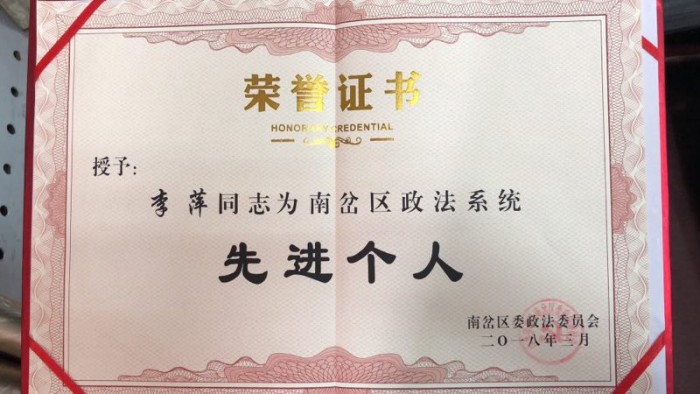 荣誉证书
HONORARY CREDENTIAL
授予：
李萍同志为南岔区政法系统
先进个人
南岔区委政法委员会
二〇一八年三月